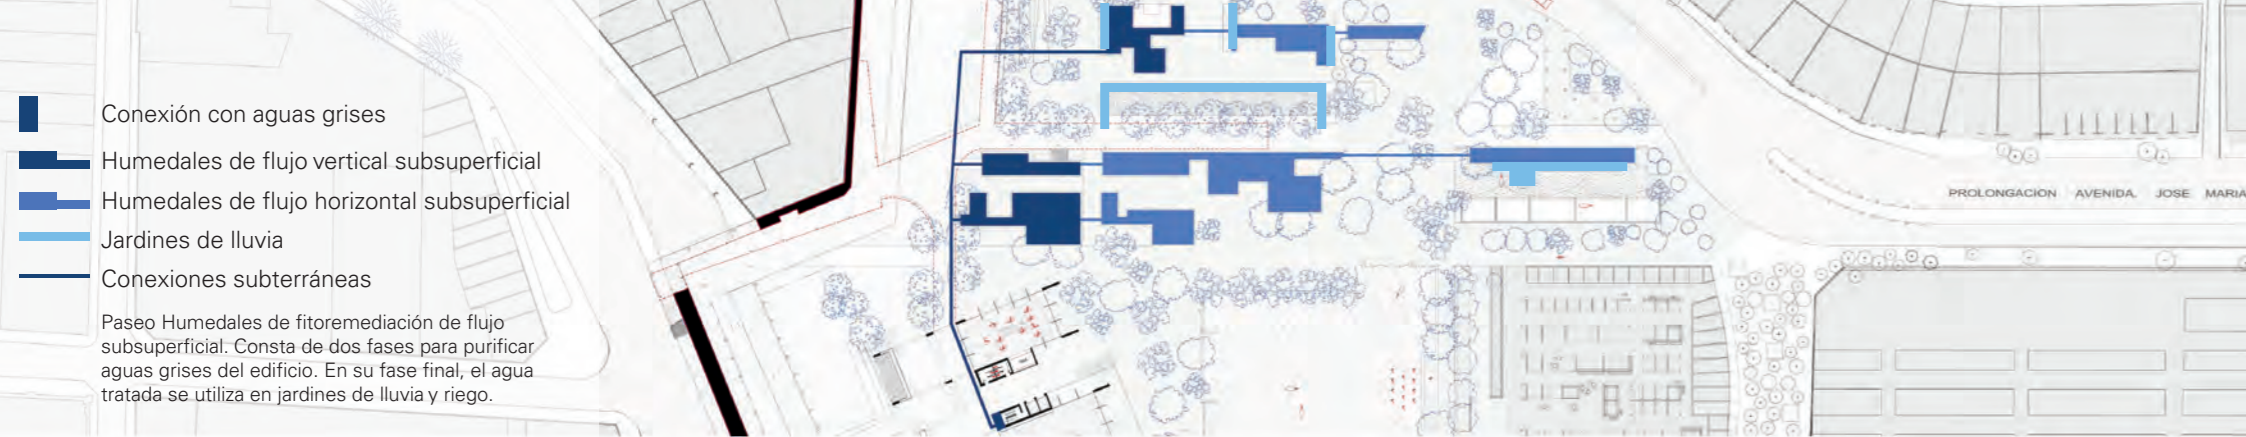 Conexión con aguas grises
Humedales de flujo vertical subsuperficial
Humedales de flujo horizontal subsuperficial
Jardines de lluvia
Conexiones subterráneas
Paseo Humedales de fitoremediación de flujo
subsuperficial. Consta de dos fases para purificar
aguas grises del edificio. En su fase final, el agua
tratada se utiliza en jardines de lluvia y riego.
PROLONGACION AVENIDA. JOSE MARIA